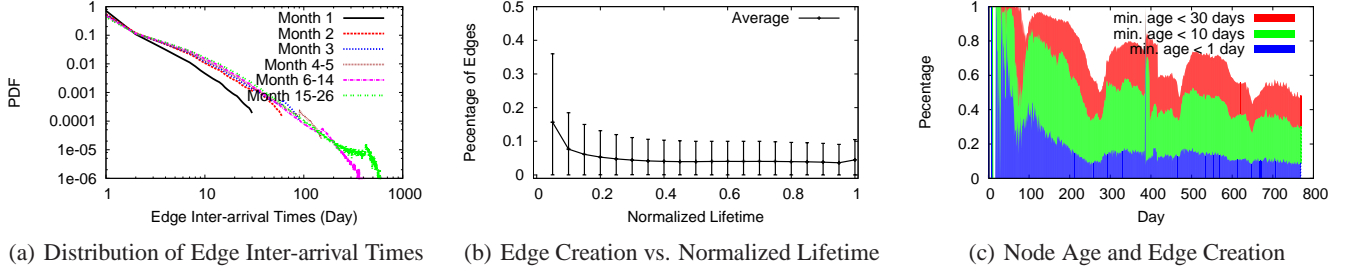 1
0.1
0.01
0.001
0.0001
1e-05
1e-06
1
10
100
1000
PDF
Edge Inter-arrival Times (Day)
Month 1
Month 2
Month 3
Month 4-5
Month 6-14
Month 15-26
(a) Distribution of Edge Inter-arrival Times
0.5
0.4
0.3
0.2
0.1
0
0
0.2
0.4
0.6
0.8
1
Pecentage of Edges
Normalized Lifetime
Average
(b) Edge Creation vs. Normalized Lifetime
1
0.8
0.6
0.4
0.2
0
0
100
200
300
400
500
600
700
800
Pecentage
Day
min. age < 30 days
min. age < 10 days
min. age < 1 day
(c) Node Age and Edge Creation